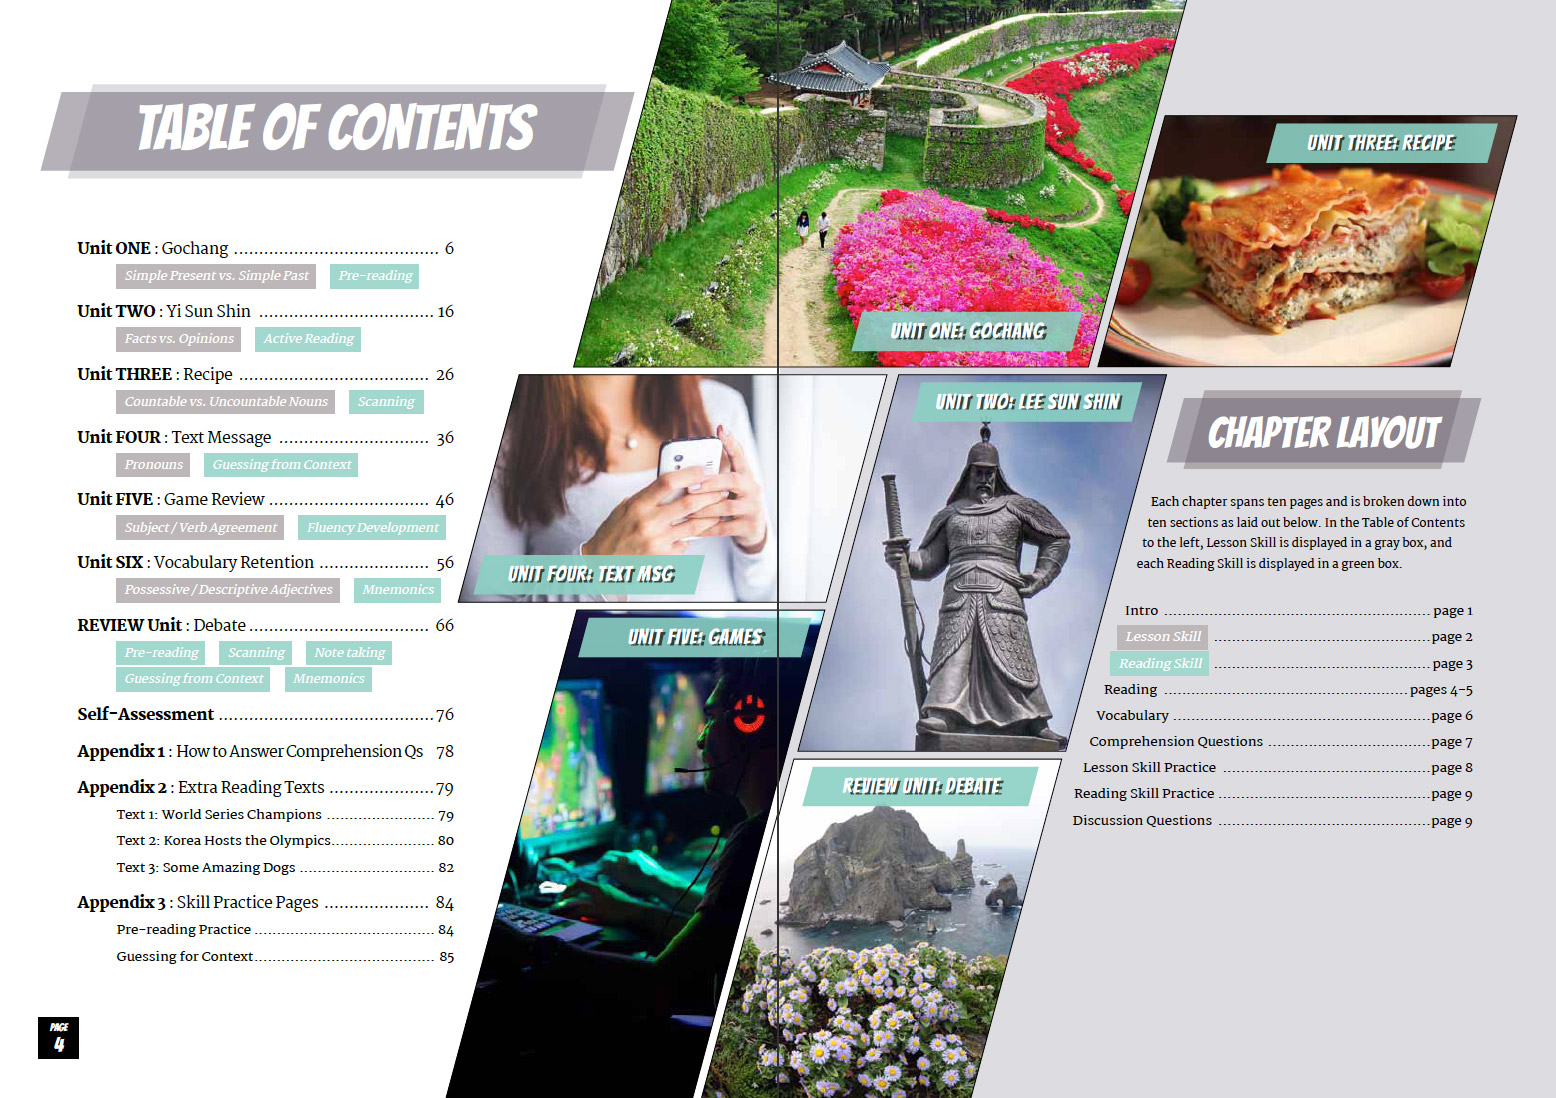 TABLE OF CONTENTS
Unit ONE : Gochang ........................................ 6
Simple Present vs. Simple Past Pre-reading
Unit TWO : Yi Sun Shin .................................. 16
Facts vs. Opinions Active Reading
Unit THREE : Recipe ..................................... 26
Countable vs. Uncountable Nouns Scanning
Unit FOUR : Text Message ............................. 36
Pronouns Guessing from Context
Unit FIVE : Game Review ............................... 46
Subject / Verb Agreement Fluency Development
Unit SIX : Vocabulary Retention ..................... 56
Possessive / Descriptive Adjectives Mnemonics
REVIEW Unit : Debate ................................... 66
Pre-reading Scanning Note taking
Guessing from Context Mnemonics
Self-Assessment .......................................... 76
Appendix 1 : How to Answer Comprehension Qs 78
Appendix 2 : Extra Reading Texts .................... 79
Text 1: World Series Champions ........................ 79
Text 2: Korea Hosts the Olympics....................... 80
Text 3: Some Amazing Dogs .............................. 82
Appendix 3 : Skill Practice Pages .................... 84
Pre-reading Practice ........................................ 84
Guessing for Context........................................ 85
PAGE
4
UNIT ONE: GOCHANG
UNIT THREE: RECIPE
UNIT TWO: LEE SUN SHIN
UNIT FOUR: TEXT MSG
UNIT FIVE: GAMES
REVIEW UNIT: DEBATE
CHAPTER LAYOUT
Each chapter spans ten pages and is broken down into
ten sections as laid out below. In the Table of Contents
to the left, Lesson Skill is displayed in a gray box, and
each Reading Skill is displayed in a green box.
Intro ............................................................ page 1
Lesson Skill ................................................ page 2
Reading Skill ................................................ page 3
Reading ...................................................... pages 4-5
Vocabulary ......................................................... page 6
Comprehension Questions .................................... page 7
Lesson Skill Practice .............................................. page 8
Reading Skill Practice ............................................... page 9
Discussion Questions ............................................... page 9